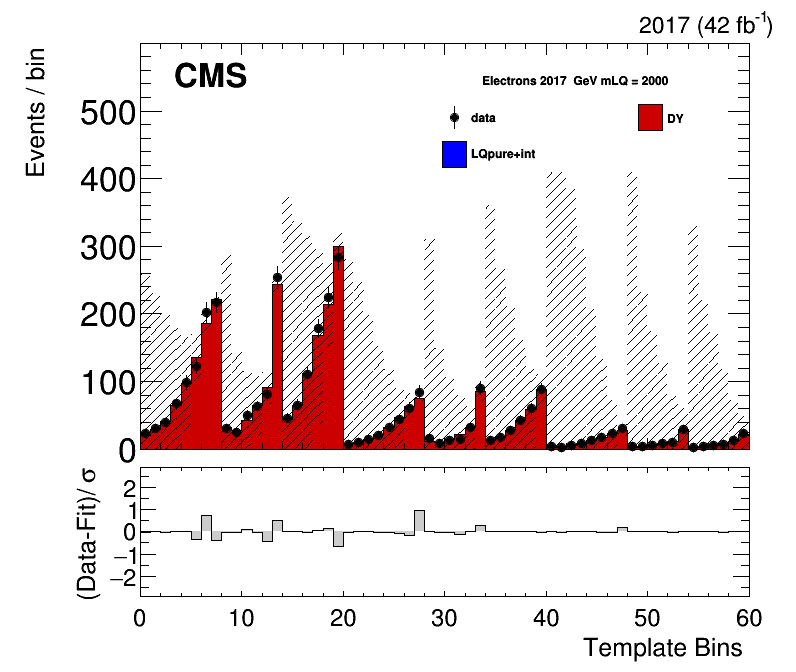 2017 (42 fb-1)
Events / bin
CMS
Electrons 2017 GeV mLQ = 2000
data
DY
LQpure+int
500
400
300
200
100
0
(Data-Fit)/ σ
2
1
0
−1
−2
0 10 20 30 40 50 60
Template Bins